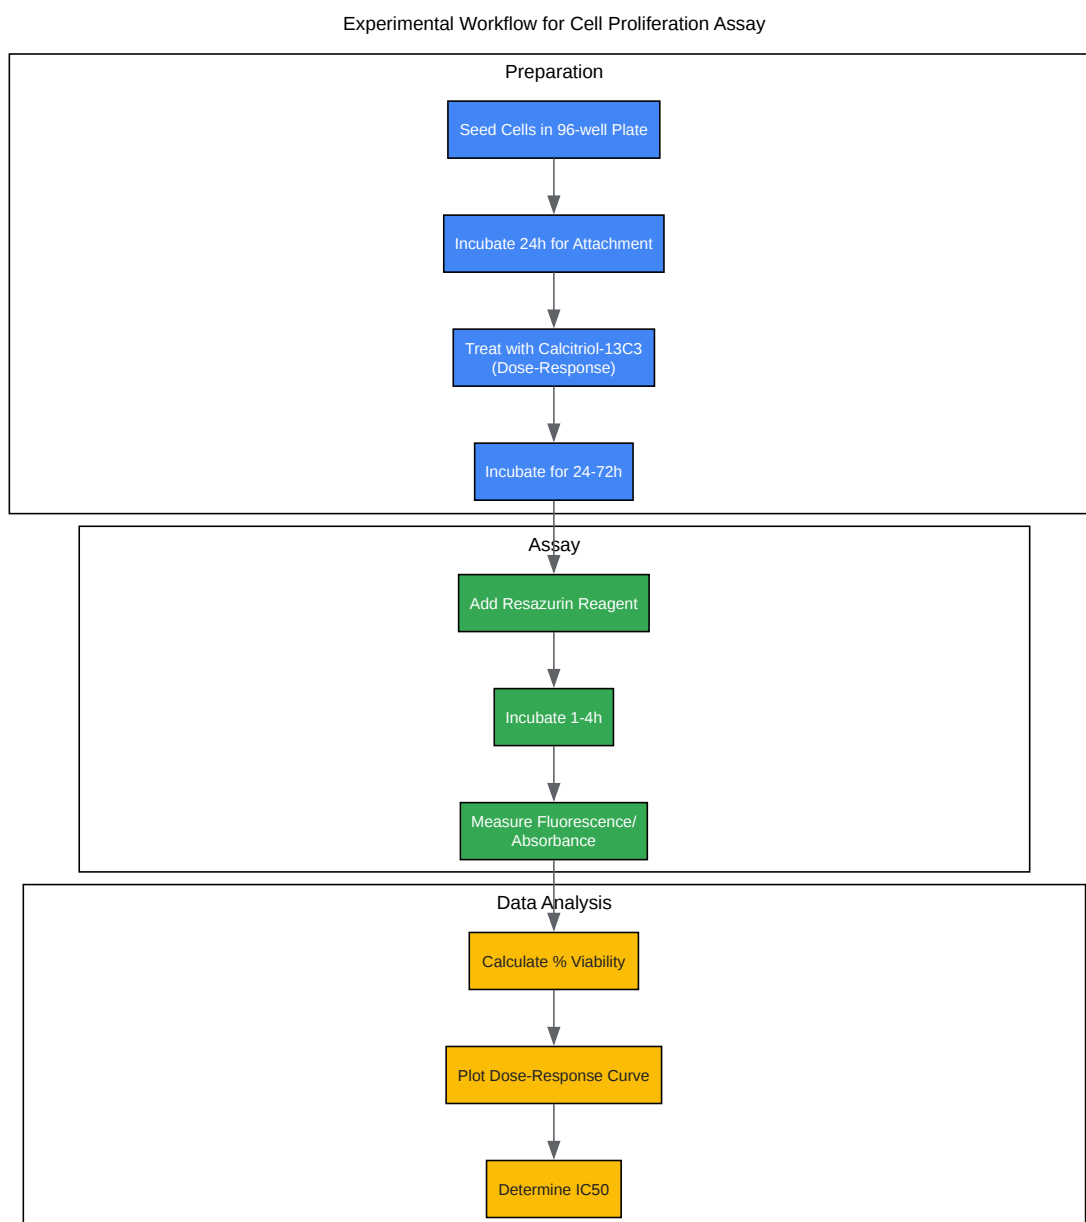 Experimental Workflow for Cell Proliferation Assay
Preparation
Seed Cells in 96-well Plate
Incubate 24h for Attachment
Treat with Calcitriol-13C3
(Dose-Response)
Incubate for 24-72h
Assay
Add Resazurin Reagent
Incubate 1-4h
Measure Fluorescence/
Absorbance
Data Analysis
Calculate % Viability
Plot Dose-Response Curve
Determine IC50